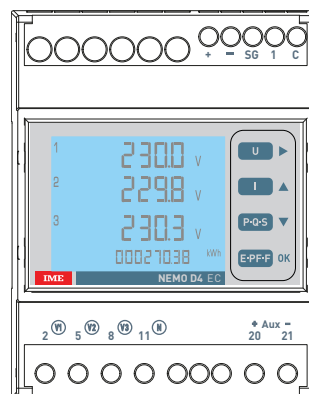 + − SG 1 C
1 230.0 V
U ▶
2 229.8 V
I ▲
3 230.3 V
P•Q•S ▼
00027038 kWh
E•PF•F OK
IME NEMO D4 EC
2 V1 5 V2 8 V3 11 N
+ Aux −
20 21